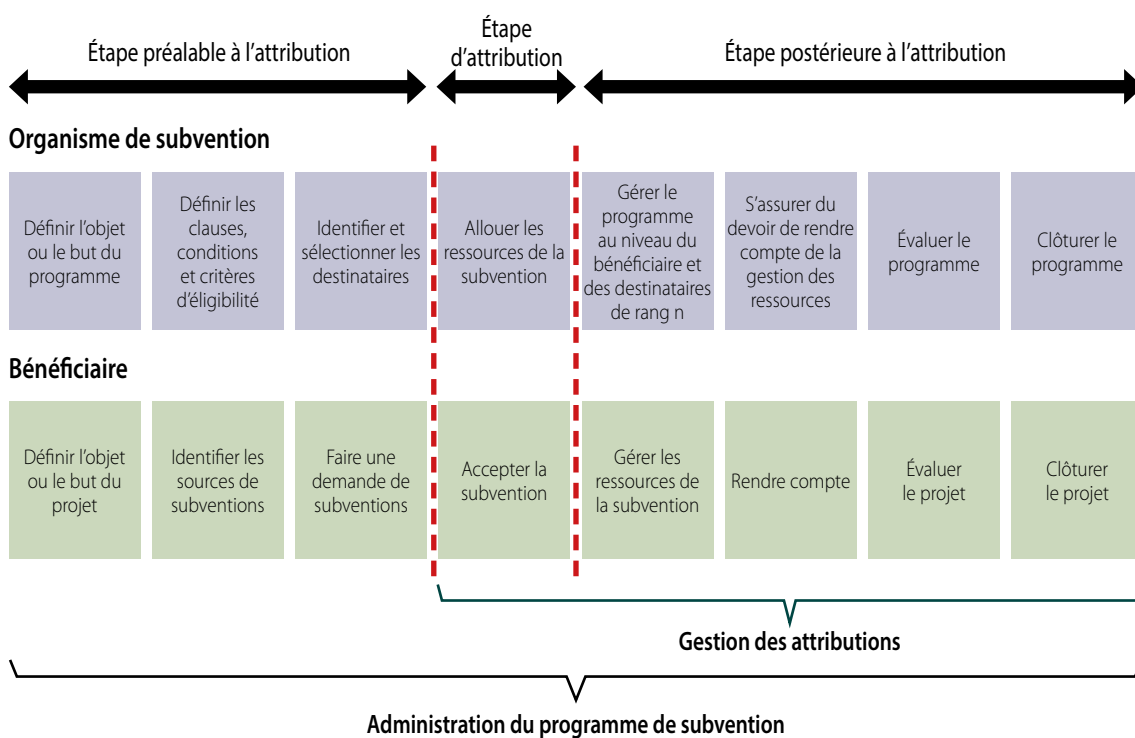 Étape préalable à l'attribution
Étape
d'attribution
Étape postérieure à l'attribution
Organisme de subvention
Définir l'objet
ou le but du
programme
Définir les
clauses,
conditions
et critères
d'éligibilité
Identifier et
sélectionner les
destinataires
Allouer les
ressources de la
subvention
Gérer le
programme
au niveau du
bénéficiaire et
des destinataires
de rang n
S'assurer du
devoir de rendre
compte de la
gestion des
ressources
Évaluer le
programme
Clôturer le
programme
Bénéficiaire
Définir l'objet
ou le but du
projet
Identifier les
sources de
subventions
Faire une
demande de
subventions
Accepter la
subvention
Gérer les
ressources de
la subvention
Rendre compte
Évaluer
le projet
Clôturer
le projet
Gestion des attributions
Administration du programme de subvention